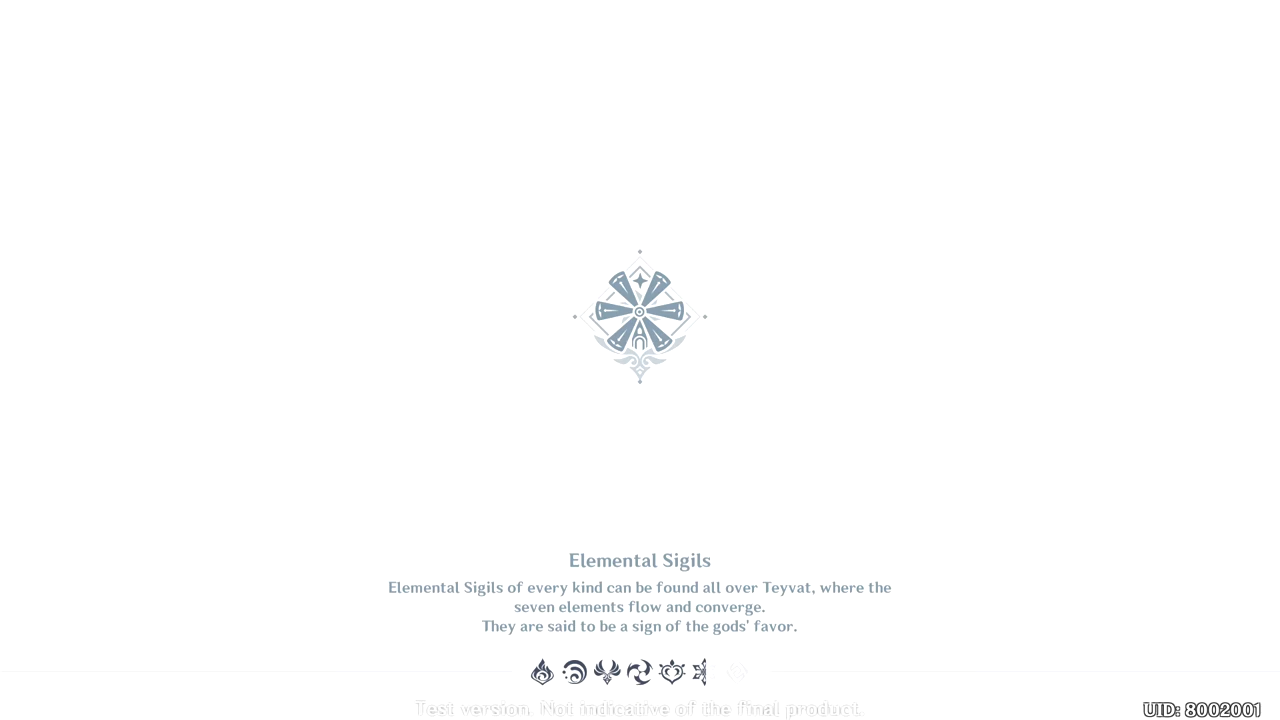 Elemental Sigils
Elemental Sigils of every kind can be found all over Teyvat, where the
seven elements flow and converge.
They are said to be a sign of the gods' favor.
Test version. Not indicative of the final product.
UID: 8002001